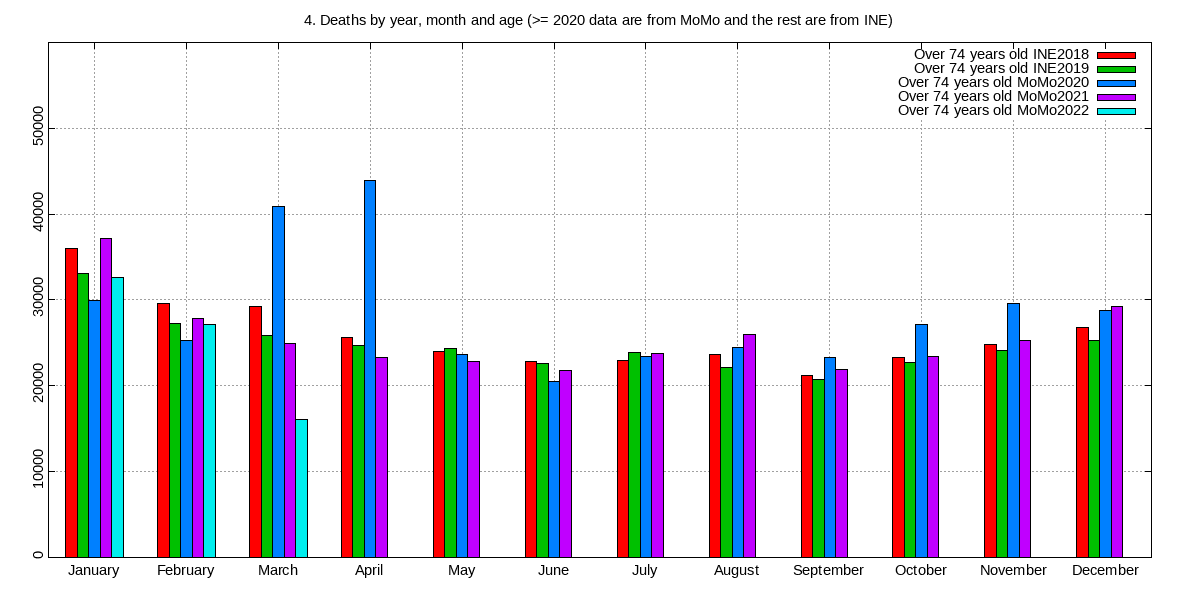 4. Deaths by year, month and age (>= 2020 data are from MoMo and the rest are from INE)
Over 74 years old INE2018
Over 74 years old INE2019
Over 74 years old MoMo2020
Over 74 years old MoMo2021
Over 74 years old MoMo2022
50000
40000
30000
20000
10000
0
January February March April May June July August September October November December